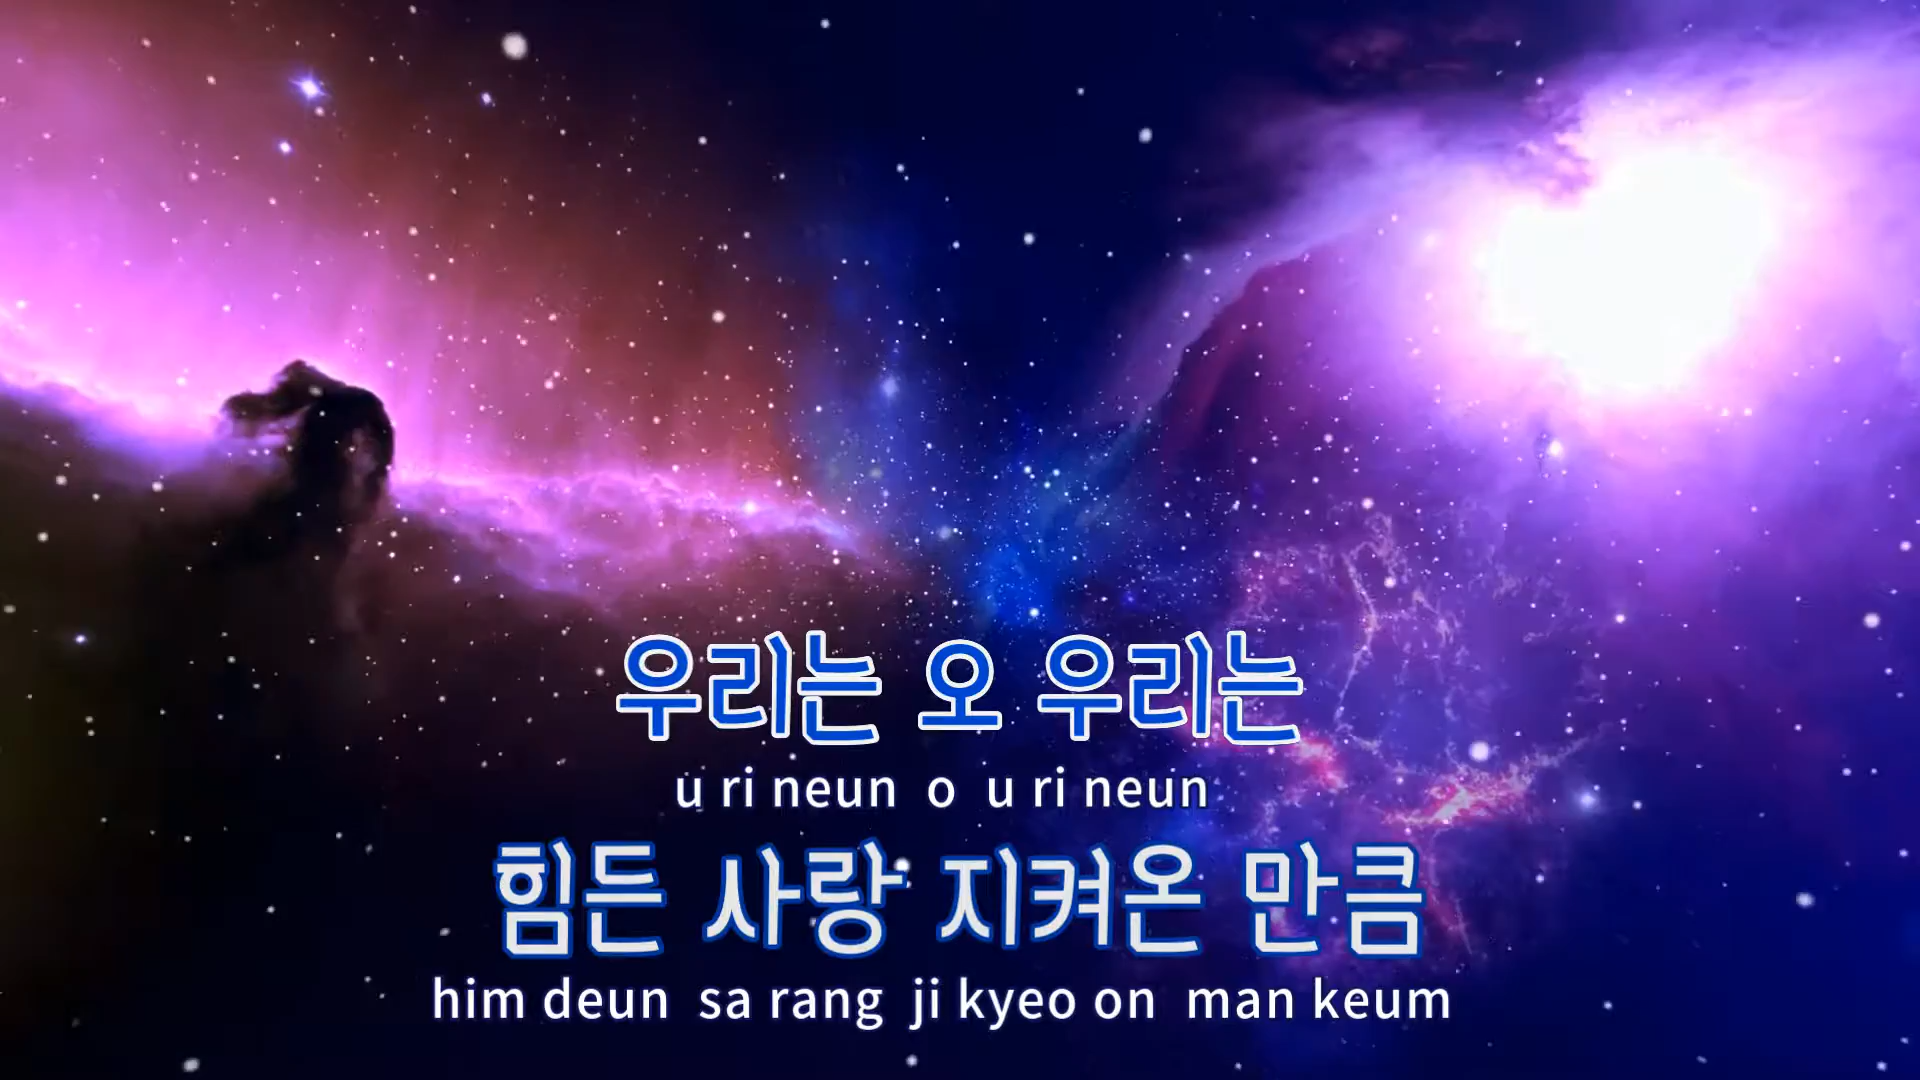 우리는 오 우리는
u ri neun o u ri neun
힘든 사랑 지켜온 만큼
him deun sa rang ji kyeo on man keum